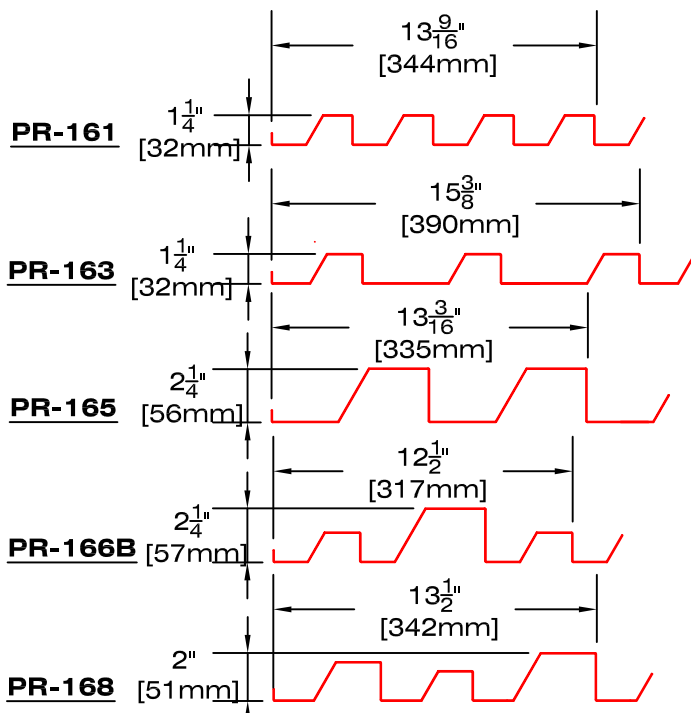 13 9/16"
[344mm]
PR-161
1 1/4"
[32mm]
15 3/8"
[390mm]
PR-163
1 1/4"
[32mm]
13 3/16"
[335mm]
PR-165
2 1/4"
[56mm]
12 1/2"
[317mm]
PR-166B
2 1/4"
[57mm]
13 1/2"
[342mm]
PR-168
2"
[51mm]